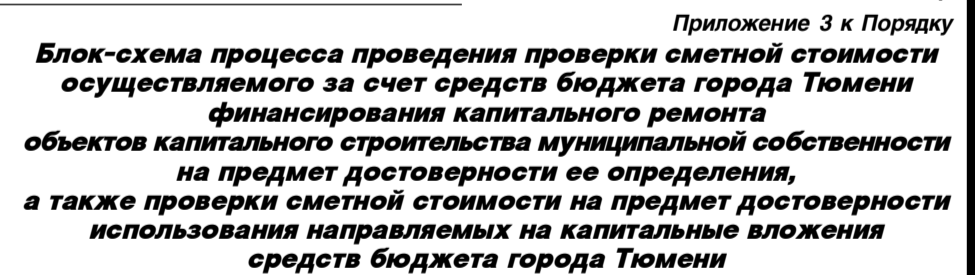 Приложение 3 к Порядку
Блок-схема процесса проведения проверки сметной стоимости
осуществляемого за счет средств бюджета города Тюмени
финансирования капитального ремонта
объектов капитального строительства муниципальной собственности
на предмет достоверности ее определения,
а также проверки сметной стоимости на предмет достоверности
использования направляемых на капитальные вложения
средств бюджета города Тюмени